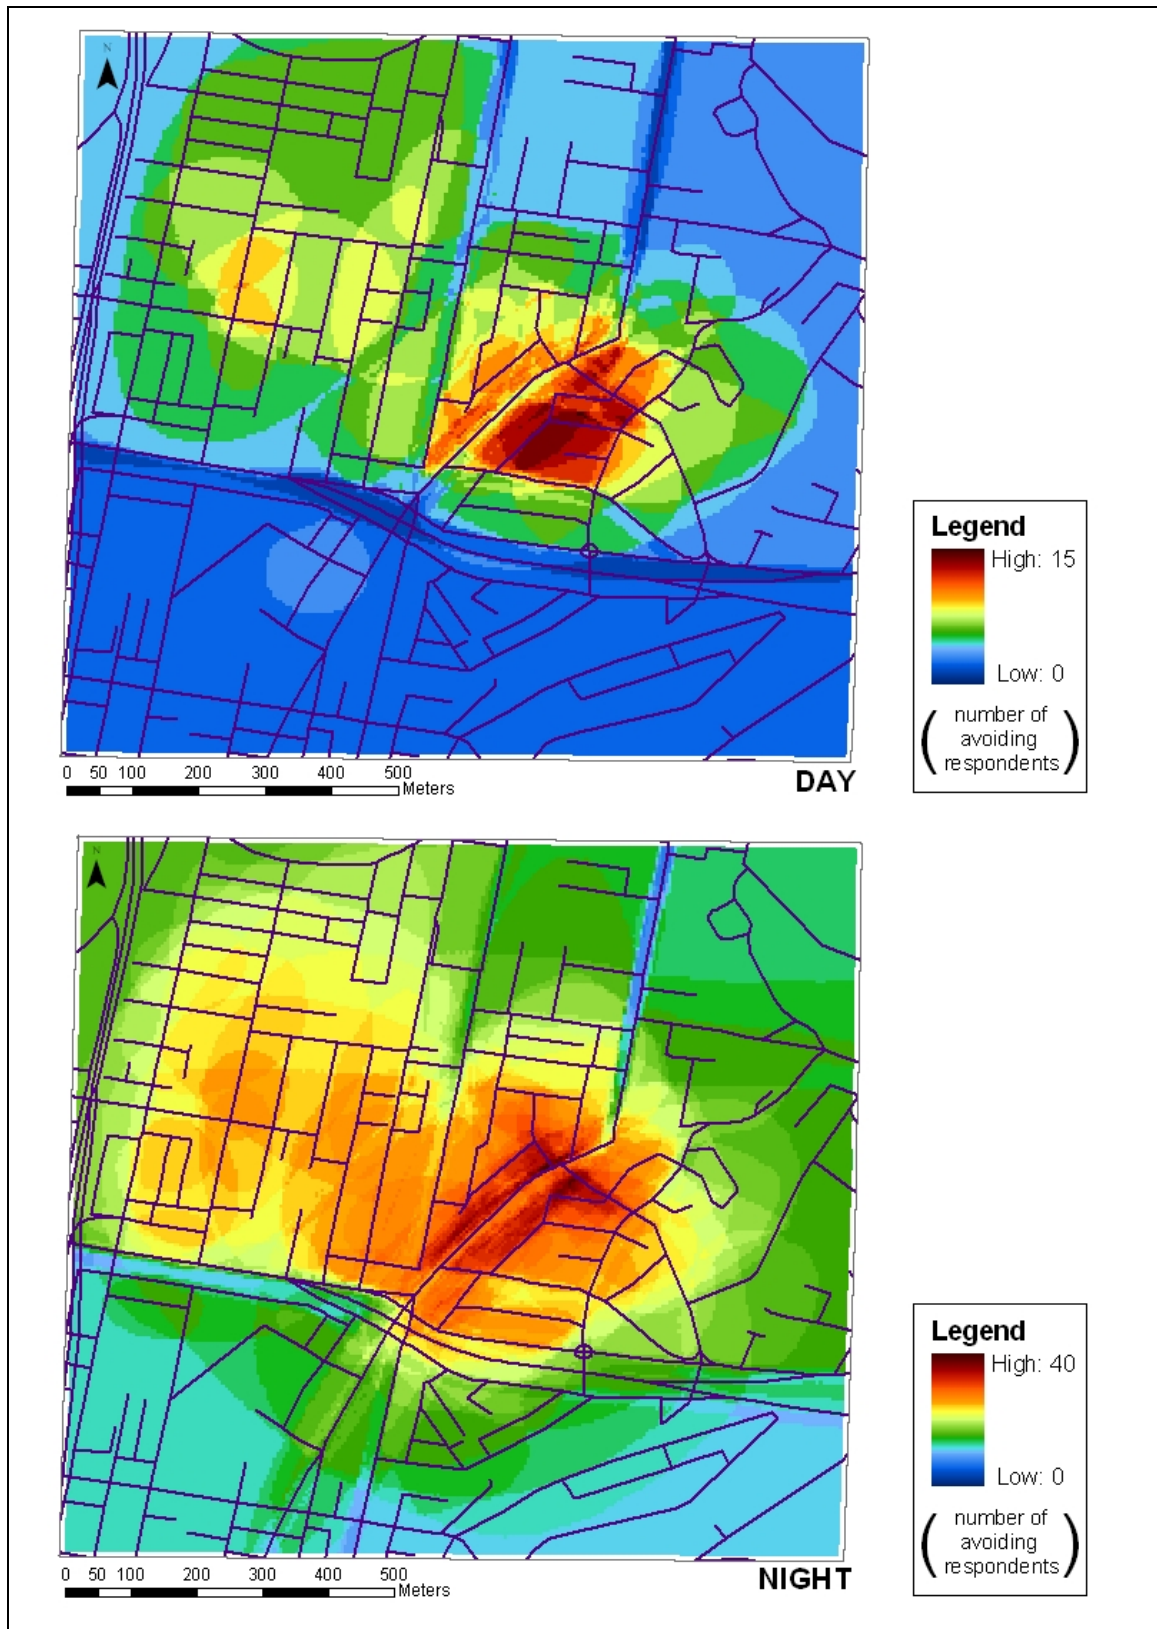 N
Legend
High: 15
Low: 0
( number of
avoiding
respondents )
0 50 100 200 300 400 500
Meters
DAY
N
Legend
High: 40
Low: 0
( number of
avoiding
respondents )
0 50 100 200 300 400 500
Meters
NIGHT